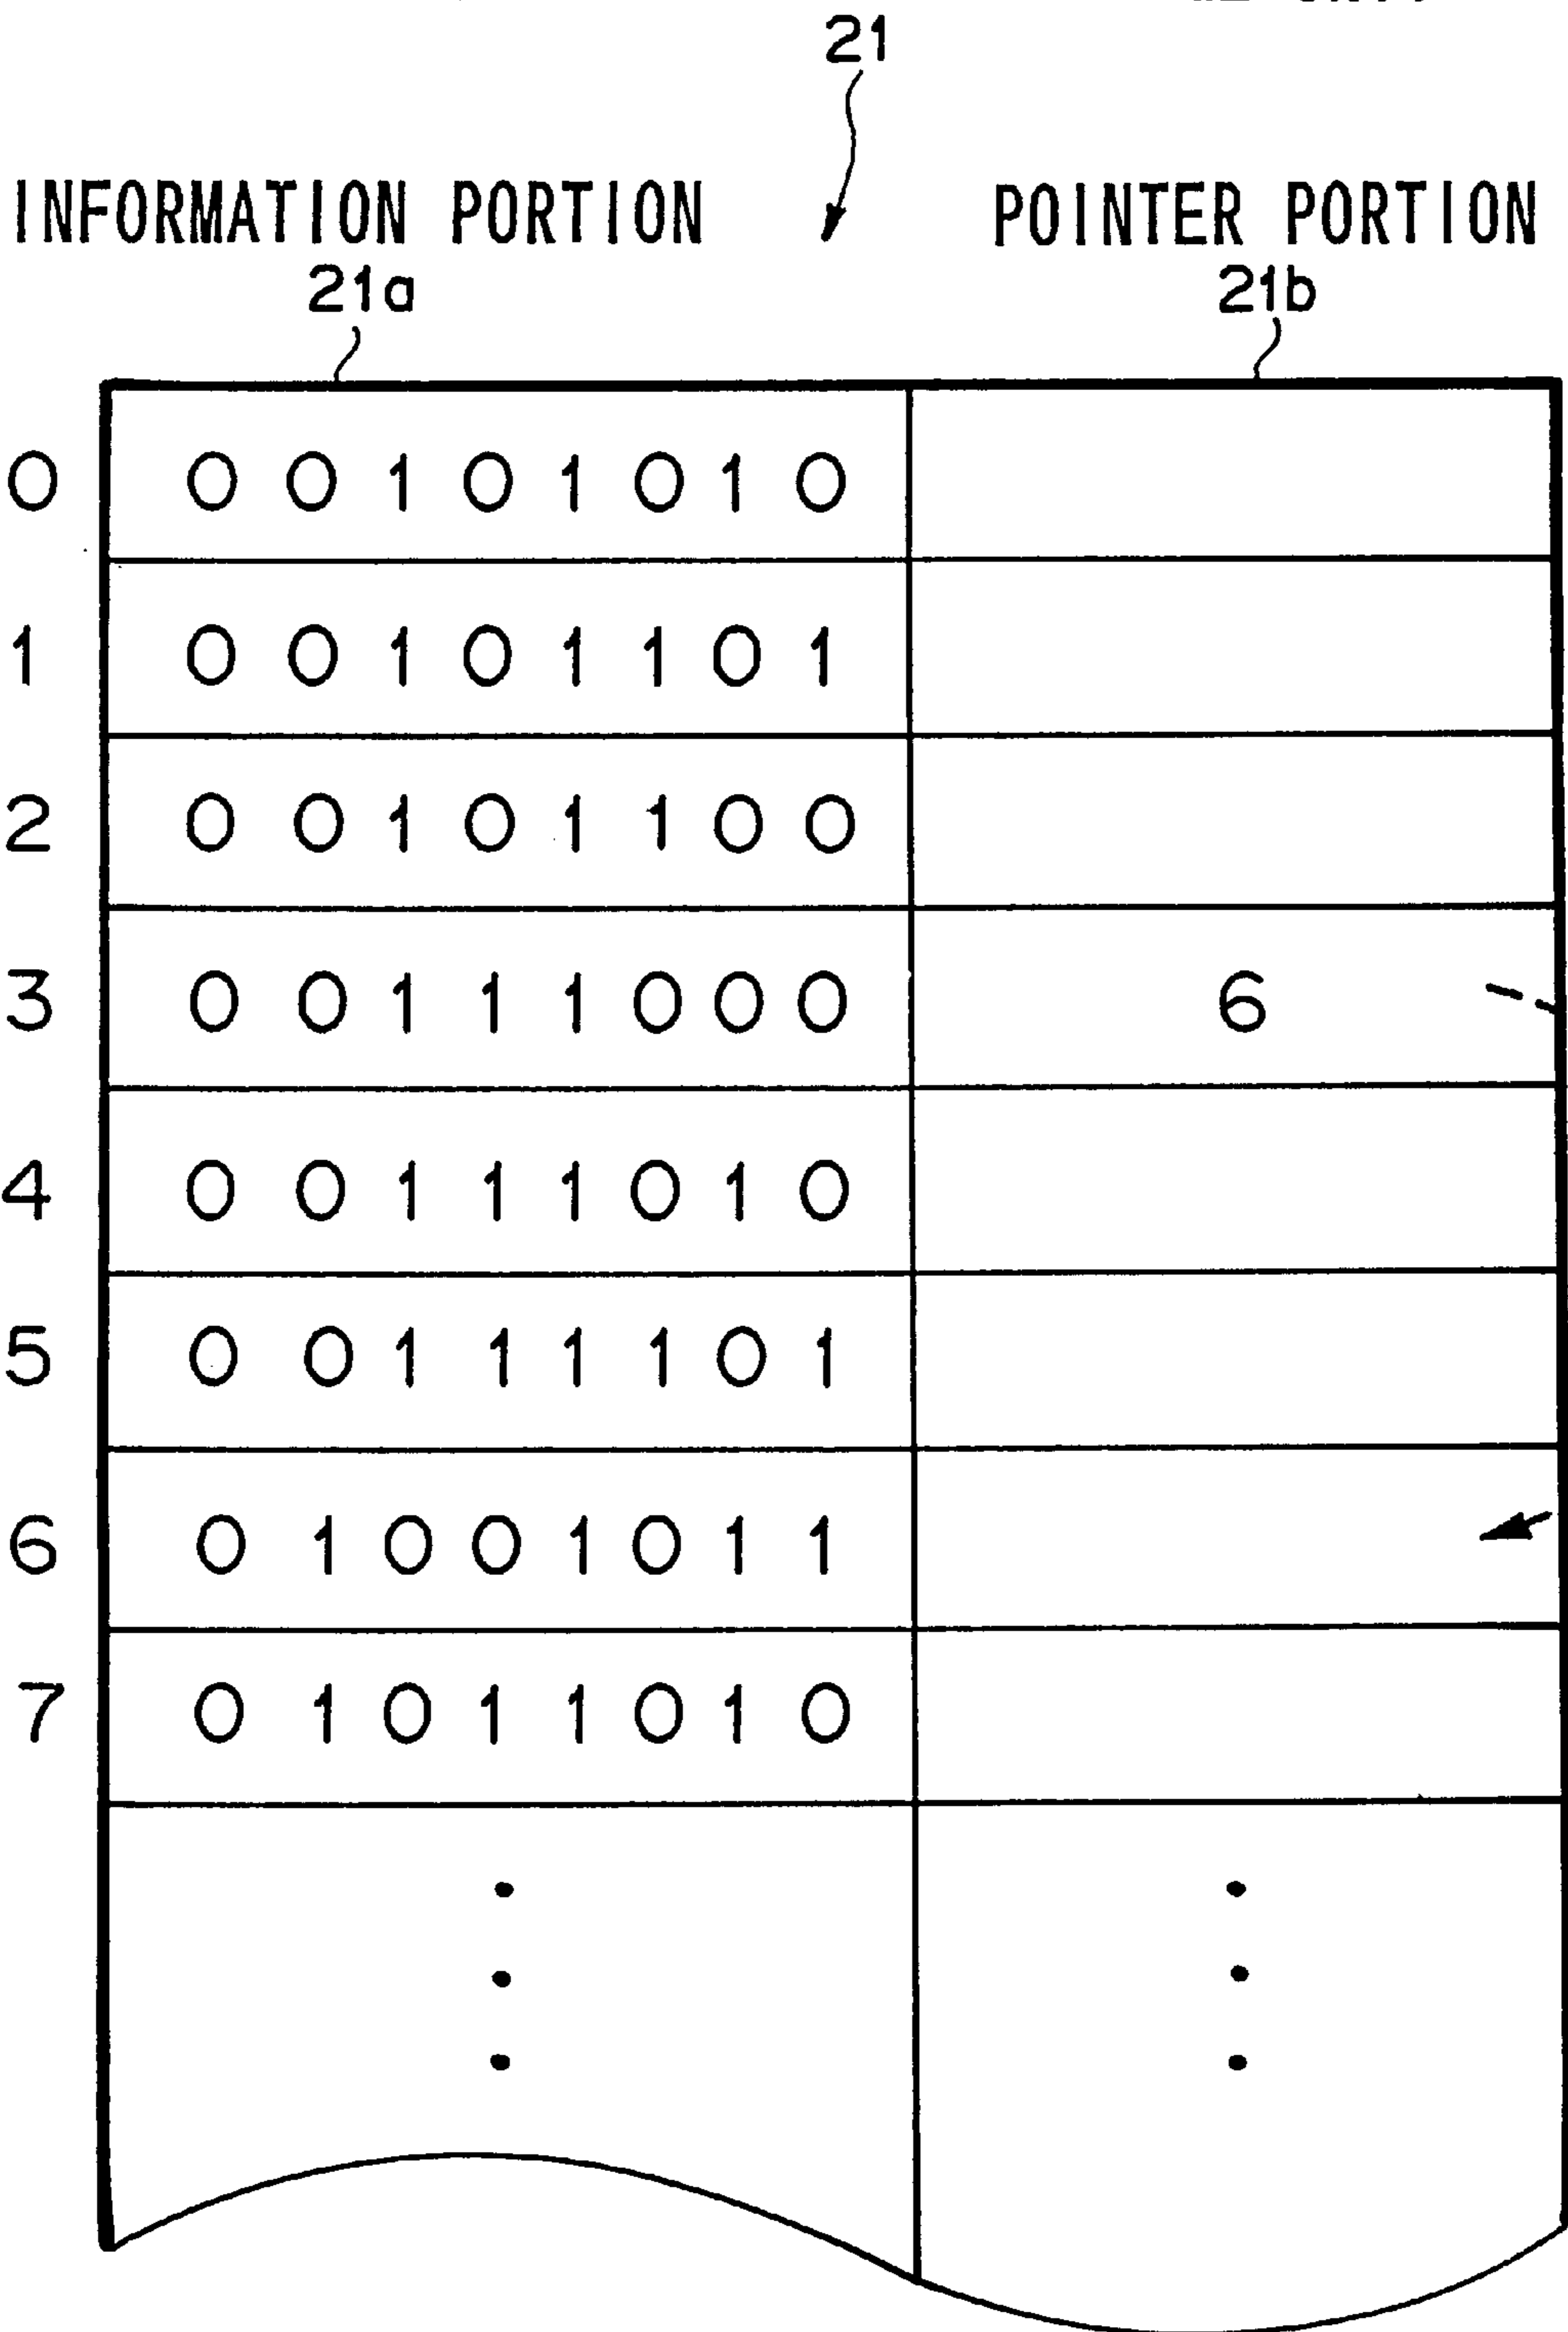 21
INFORMATION PORTION POINTER PORTION
21a 21b
0 0 0 1 0 1 0 1 0
1 0 0 1 0 1 1 0 1
2 0 0 1 0 1 1 0 0
3 0 0 1 1 1 0 0 0 6
4 0 0 1 1 1 0 1 0
5 0 0 1 1 1 1 0 1
6 0 1 0 0 1 0 1 1
7 0 1 0 1 1 0 1 0